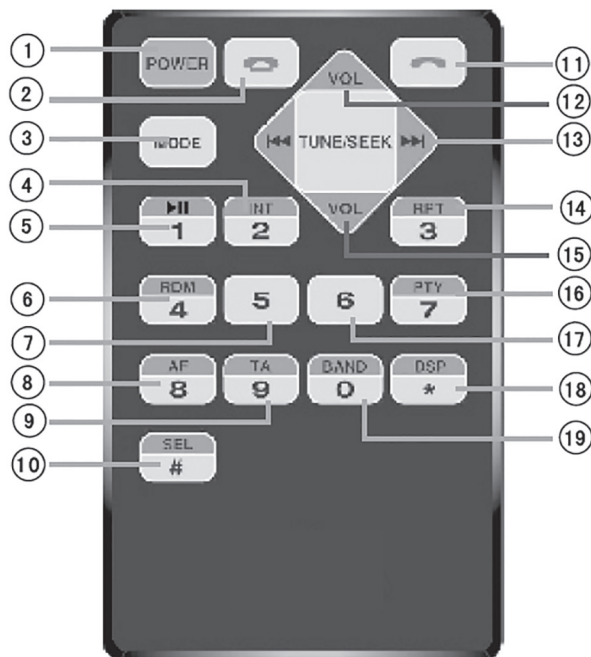 1 POWER 11
2 VOL 12
3 MODE TUNE/SEEK 13
4 INT RPT 14
5 1 2 VOL 3 15
6 RDM 4 5 6 PTY 7 16
7 17
8 AF 8 TA 9 BAND 0 DSP * 18
9 19
10 SEL #